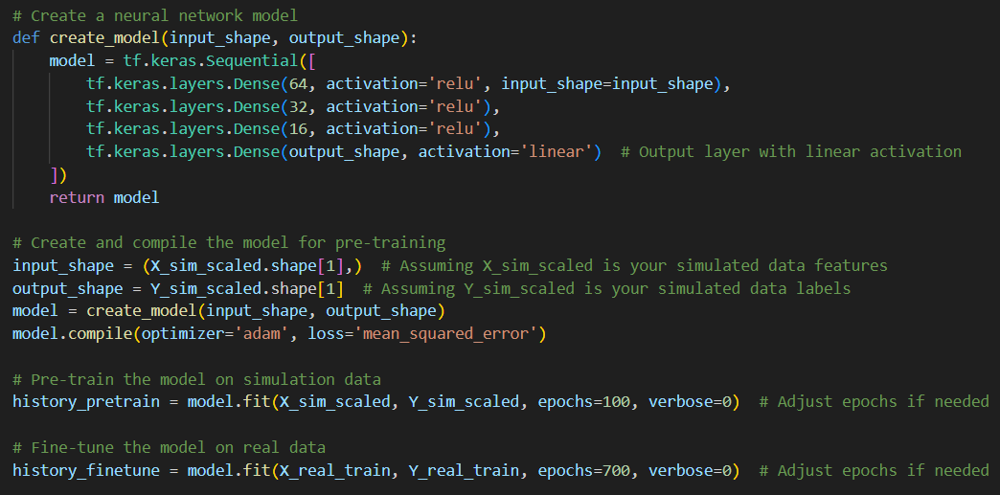 # Create a neural network model
def create_model(input_shape, output_shape):
    model = tf.keras.Sequential([
        tf.keras.layers.Dense(64, activation='relu', input_shape=input_shape),
        tf.keras.layers.Dense(32, activation='relu'),
        tf.keras.layers.Dense(16, activation='relu'),
        tf.keras.layers.Dense(output_shape, activation='linear')  # Output layer with linear activation
    ])
    return model

# Create and compile the model for pre-training
input_shape = (X_sim_scaled.shape[1],)  # Assuming X_sim_scaled is your simulated data features
output_shape = Y_sim_scaled.shape[1]  # Assuming Y_sim_scaled is your simulated data labels
model = create_model(input_shape, output_shape)
model.compile(optimizer='adam', loss='mean_squared_error')

# Pre-train the model on simulation data
history_pretrain = model.fit(X_sim_scaled, Y_sim_scaled, epochs=100, verbose=0)  # Adjust epochs if needed

# Fine-tune the model on real data
history_finetune = model.fit(X_real_train, Y_real_train, epochs=700, verbose=0)  # Adjust epochs if needed